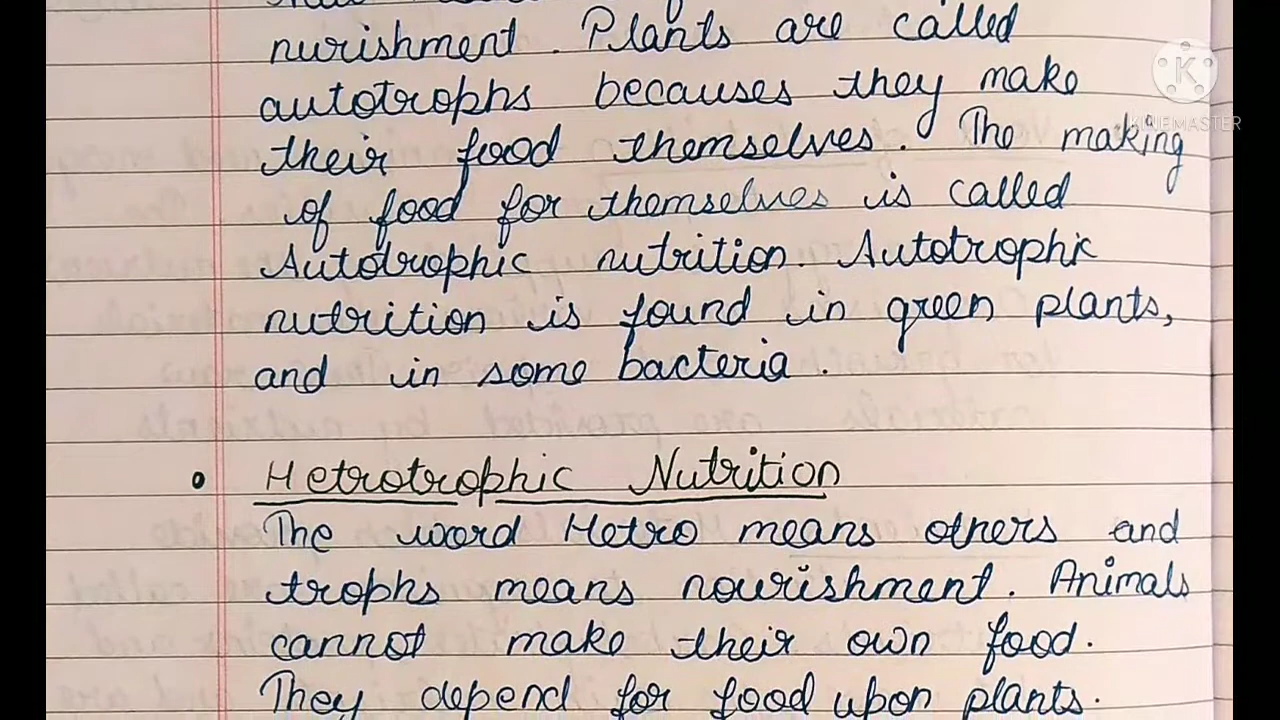 nurishment. Plants are called
autotrophs becauses they make
their food themselves. The making
of food for themselves is called
Autotrophic nutrition. Autotrophic
nutrition is found in green plants,
and in some bacteria.
Hetrotrophic Nutrition
The word Hetro means others and
trophs means nourishment. Animals
cannot make their own food.
They depend for food upon plants.
K
KINEMASTER